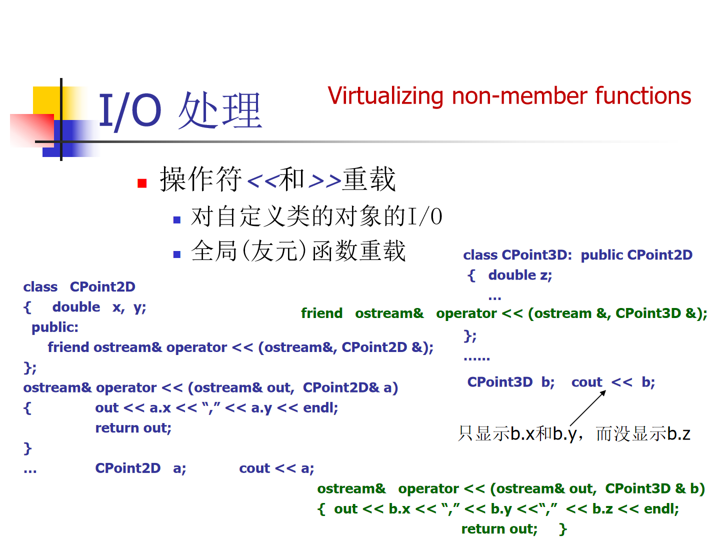 I/O 处理
Virtualizing non-member functions
操作符<<和>>重载
对自定义类的对象的I/O
全局(友元)函数重载
class CPoint2D
{ double x, y;
public:
friend ostream& operator << (ostream&, CPoint2D &);
};
ostream& operator << (ostream& out, CPoint2D& a)
{ out << a.x << “,” << a.y << endl;
return out;
}
… CPoint2D a; cout << a;
class CPoint3D: public CPoint2D
{ double z;
…
friend ostream& operator << (ostream &, CPoint3D &);
};
……
CPoint3D b; cout << b;
只显示b.x和b.y，而没显示b.z
ostream& operator << (ostream& out, CPoint3D & b)
{ out << b.x << “,” << b.y <<“,” << b.z << endl;
return out; }